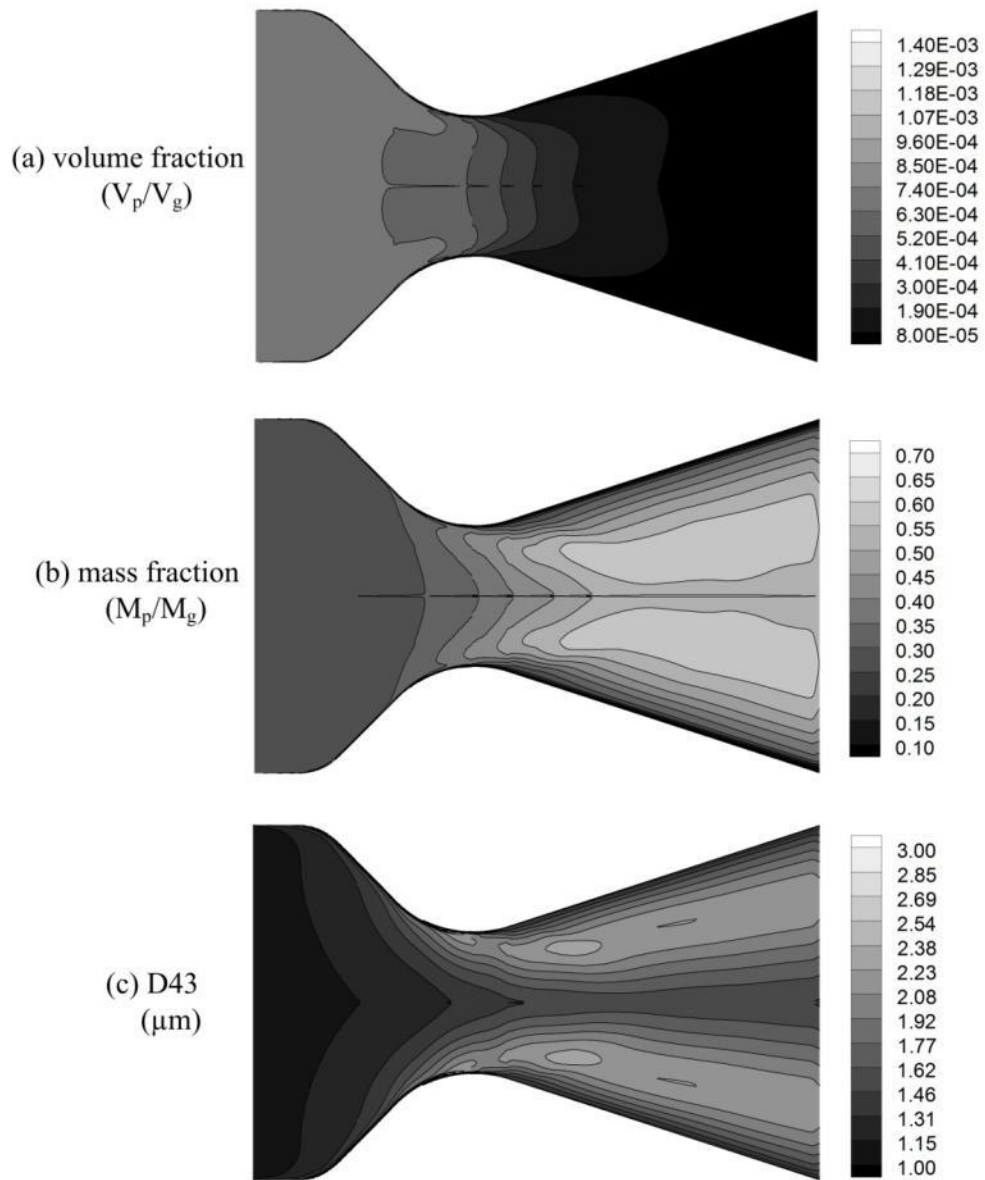 (a) volume fraction
(Vₚ/V_g)
1.40E-03
1.29E-03
1.18E-03
1.07E-03
9.60E-04
8.50E-04
7.40E-04
6.30E-04
5.20E-04
4.10E-04
3.00E-04
1.90E-04
8.00E-05
(b) mass fraction
(Mₚ/M_g)
0.70
0.65
0.60
0.55
0.50
0.45
0.40
0.35
0.30
0.25
0.20
0.15
0.10
(c) D43
(µm)
3.00
2.85
2.69
2.54
2.38
2.23
2.08
1.92
1.77
1.62
1.46
1.31
1.15
1.00